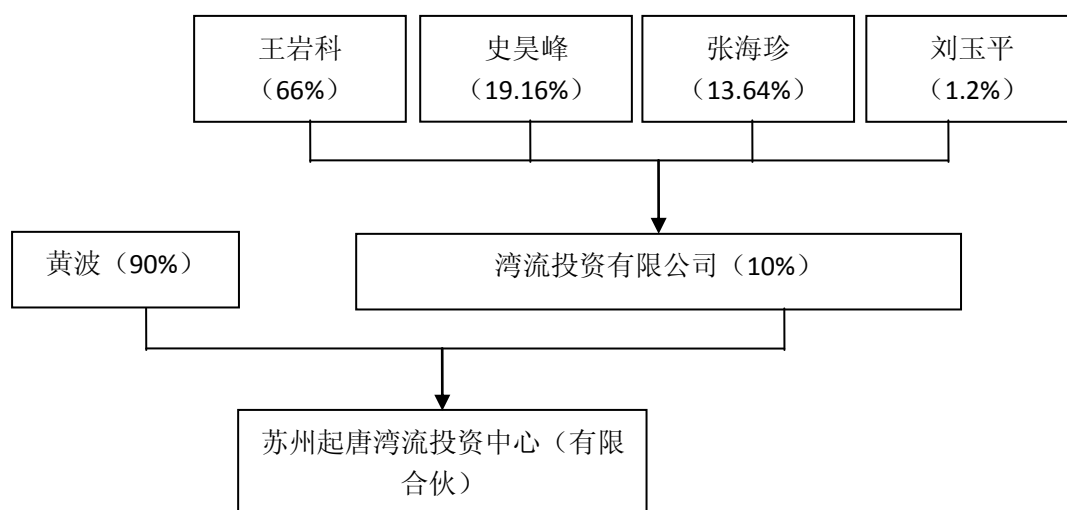 王岩科
（66%）
史昊峰
（19.16%）
张海珍
（13.64%）
刘玉平
（1.2%）
黄波（90%）
湾流投资有限公司（10%）
苏州起唐湾流投资中心（有限
合伙）